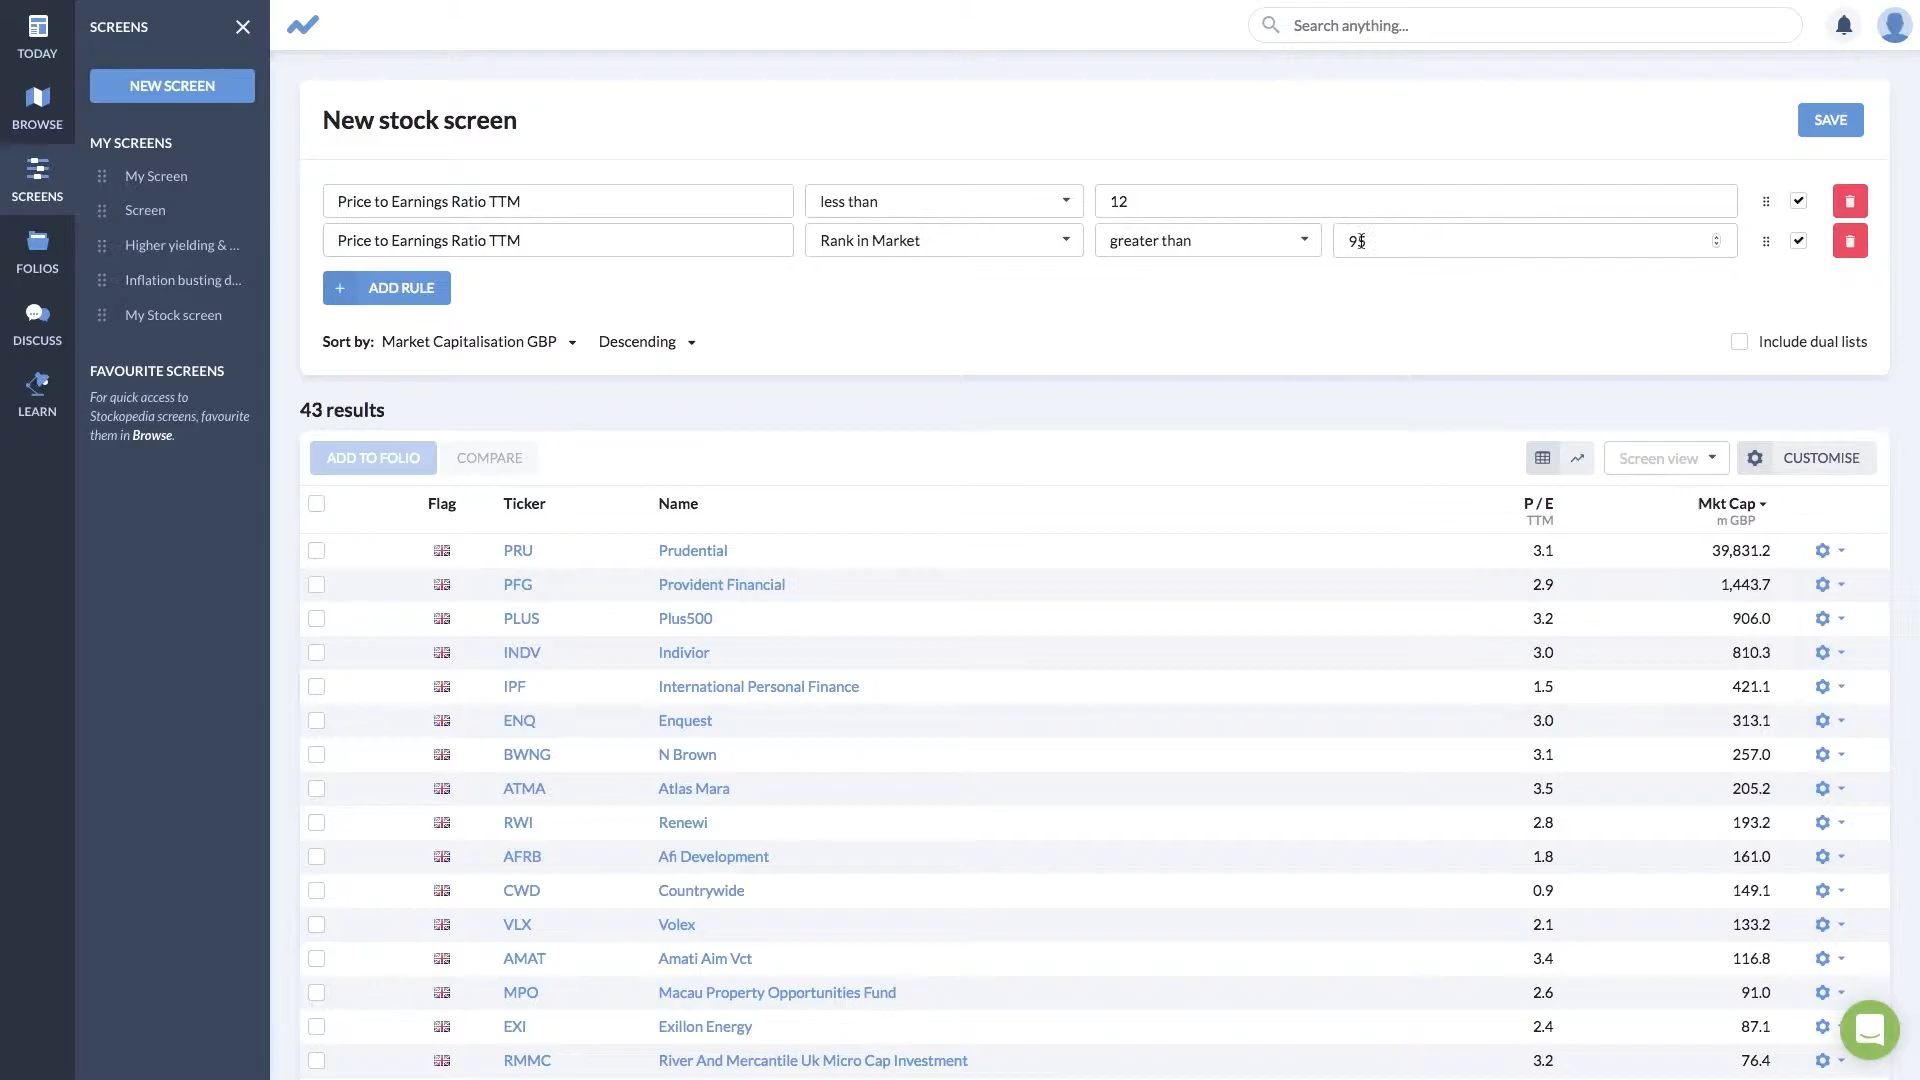 TODAY
BROWSE
SCREENS
FOLIOS
DISCUSS
LEARN
SCREENS
NEW SCREEN
MY SCREENS
My Screen
Screen
Higher yielding & ...
Inflation busting d...
My Stock screen
FAVOURITE SCREENS
For quick access to
Stockopedia screens, favourite
them in Browse.
Search anything...
New stock screen
SAVE
Price to Earnings Ratio TTM less than 12
Price to Earnings Ratio TTM Rank in Market greater than 95
+ ADD RULE
Sort by: Market Capitalisation GBP Descending Include dual lists
43 results
ADD TO FOLIO COMPARE Screen view CUSTOMISE
Flag Ticker Name P / E Mkt Cap
TTM m GBP
PRU Prudential 3.1 39,831.2
PFG Provident Financial 2.9 1,443.7
PLUS Plus500 3.2 906.0
INDV Indivior 3.0 810.3
IPF International Personal Finance 1.5 421.1
ENQ Enquest 3.0 313.1
BWNG N Brown 3.1 257.0
ATMA Atlas Mara 3.5 205.2
RWI Renewi 2.8 193.2
AFRB Afi Development 1.8 161.0
CWD Countrywide 0.9 149.1
VLX Volex 2.1 133.2
AMAT Amati Aim Vct 3.4 116.8
MPO Macau Property Opportunities Fund 2.6 91.0
EXI Exillon Energy 2.4 87.1
RMMC River And Mercantile Uk Micro Cap Investment 3.2 76.4